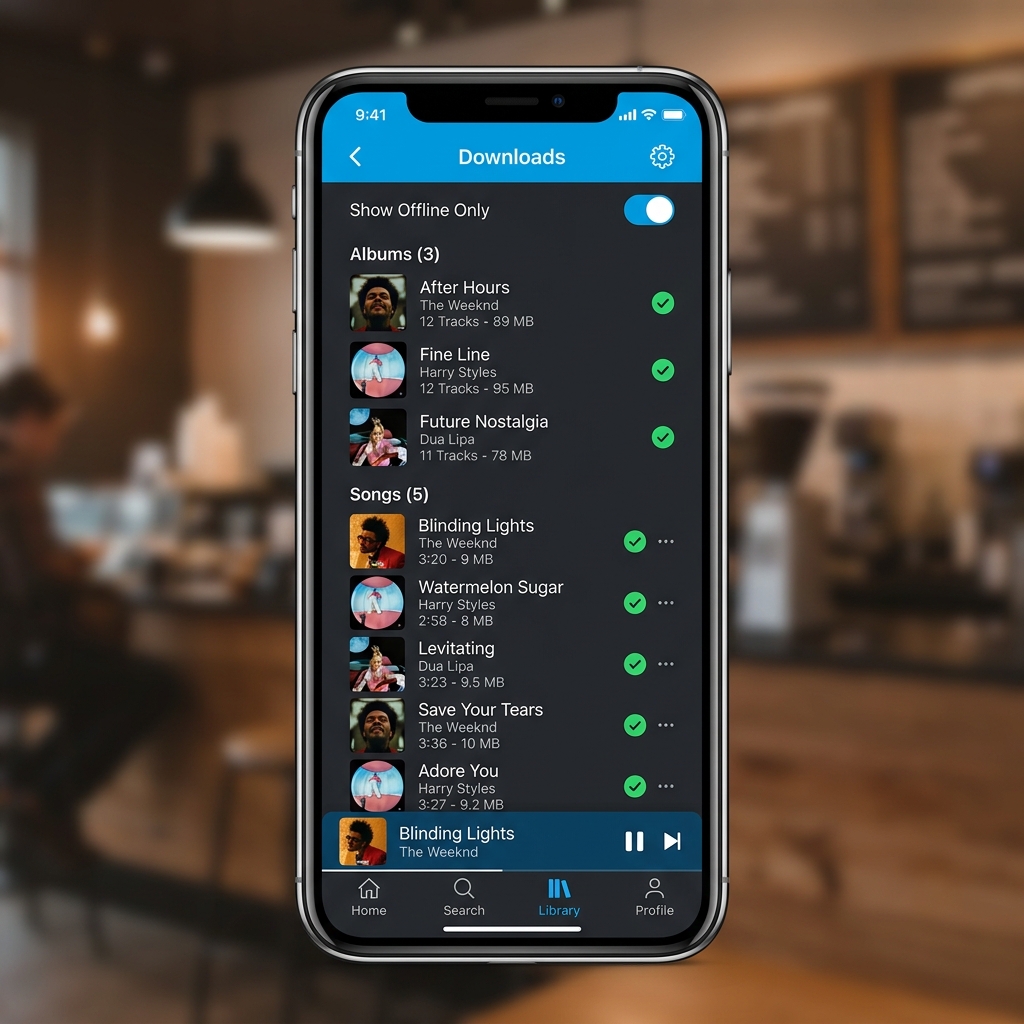 9:41
Downloads
Show Offline Only
Albums (3)
After Hours
The Weeknd
12 Tracks - 89 MB
Fine Line
Harry Styles
12 Tracks - 95 MB
Future Nostalgia
Dua Lipa
11 Tracks - 78 MB
Songs (5)
Blinding Lights
The Weeknd
3:20 - 9 MB
Watermelon Sugar
Harry Styles
2:58 - 8 MB
Levitating
Dua Lipa
3:23 - 9.5 MB
Save Your Tears
The Weeknd
3:36 - 10 MB
Adore You
Harry Styles
3:27 - 9.2 MB
Blinding Lights
The Weeknd
Home
Search
Library
Profile